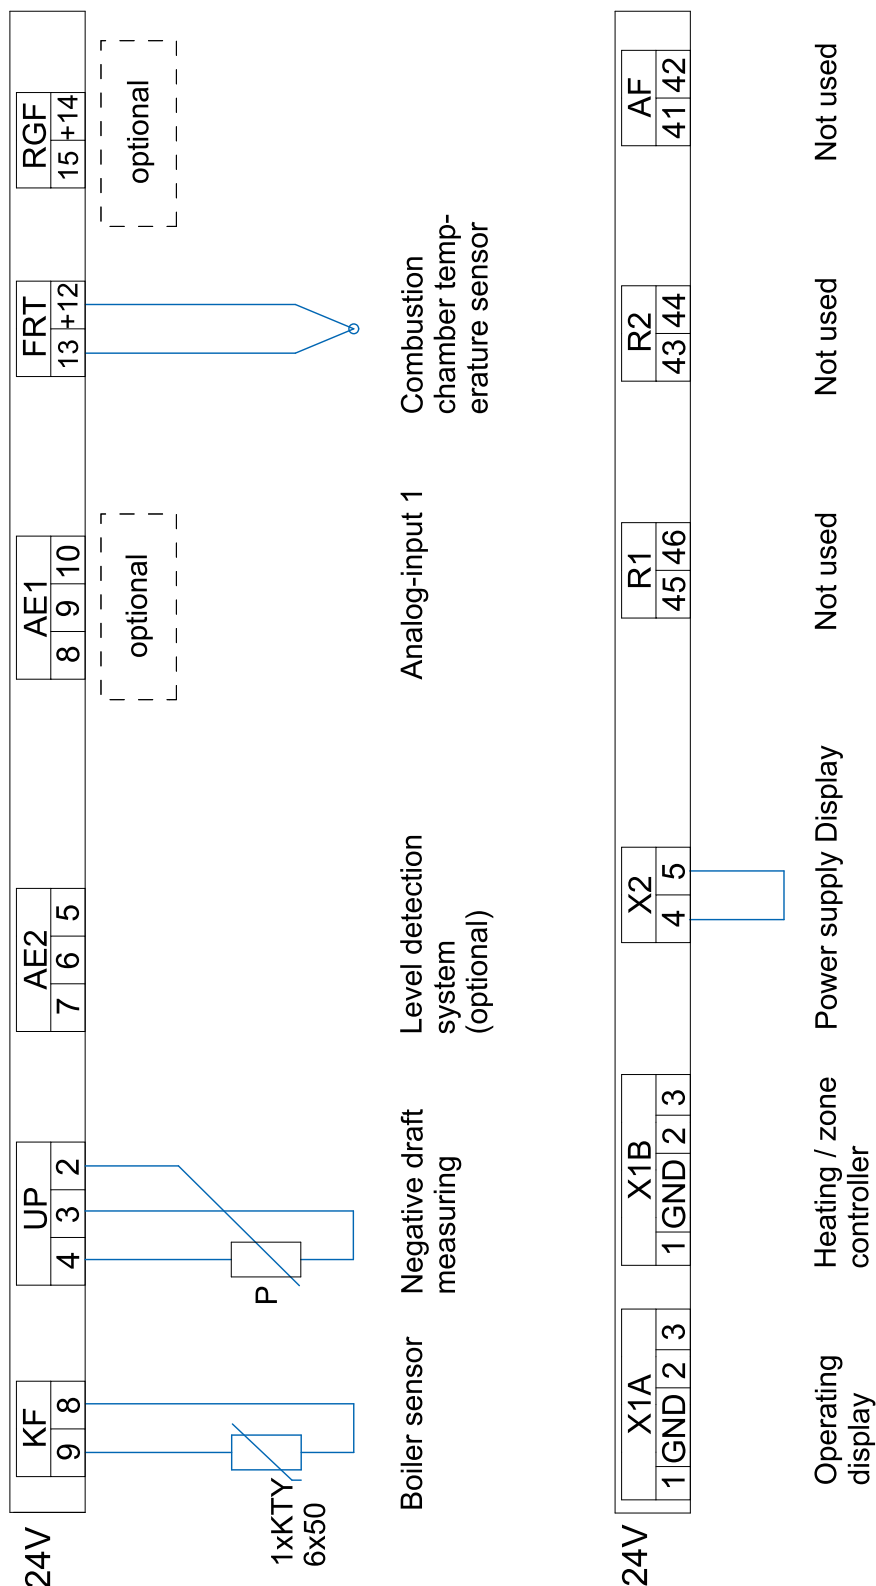 24V
KF
9 8
1xKTY
6x50
Boiler sensor
UP
4 3 2
P
Negative draft
measuring
AE2
7 6 5
Level detection
system
(optional)
AE1
8 9 10
optional
Analog-input 1
FRT
13 +12
Combustion
chamber temp-
erature sensor
RGF
15 +14
optional
24V
X1A
1 GND 2 3
Operating
display
X1B
1 GND 2 3
Heating / zone
controller
X2
4 5
Power supply Display
R1
45 46
Not used
R2
43 44
Not used
AF
41 42
Not used